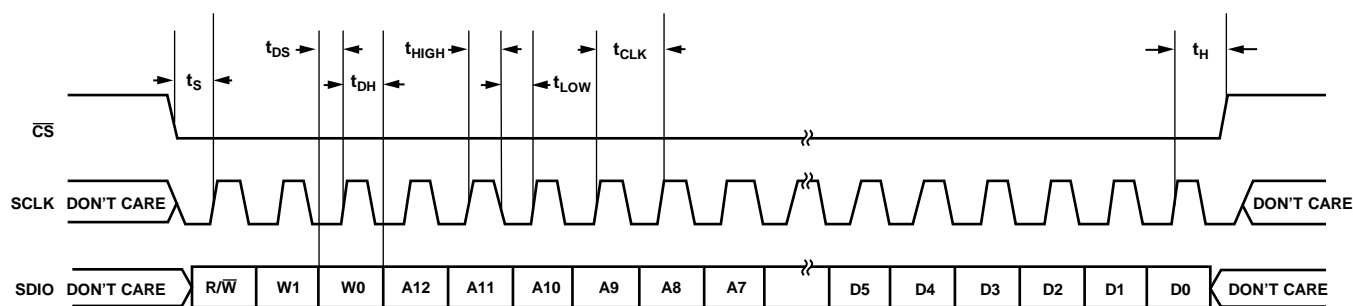 tDS tHIGH tCLK tH
tS tDH tLOW
CS
SCLK DON'T CARE DON'T CARE
SDIO DON'T CARE R/W W1 W0 A12 A11 A10 A9 A8 A7 D5 D4 D3 D2 D1 D0 DON'T CARE